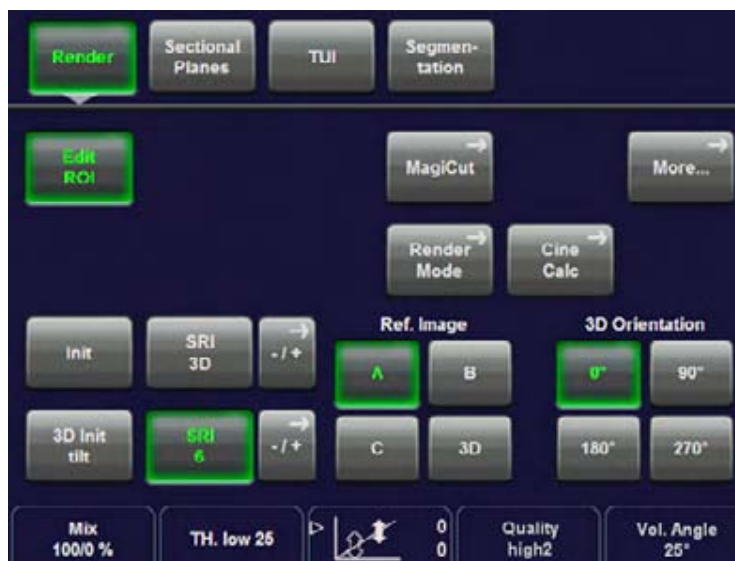 Render
Sectional
Planes
TUI
Segmen-
tation
Edit
ROI
MagiCut
More...
Render
Mode
Cine
Calc
Init
SRI
3D
- / +
Ref. Image
3D Orientation
A
B
0°
90°
3D Init
tilt
SRI
6
- / +
C
3D
180°
270°
Mix
100/0 %
TH. low 25
0
0
Quality
high2
Vol. Angle
25°